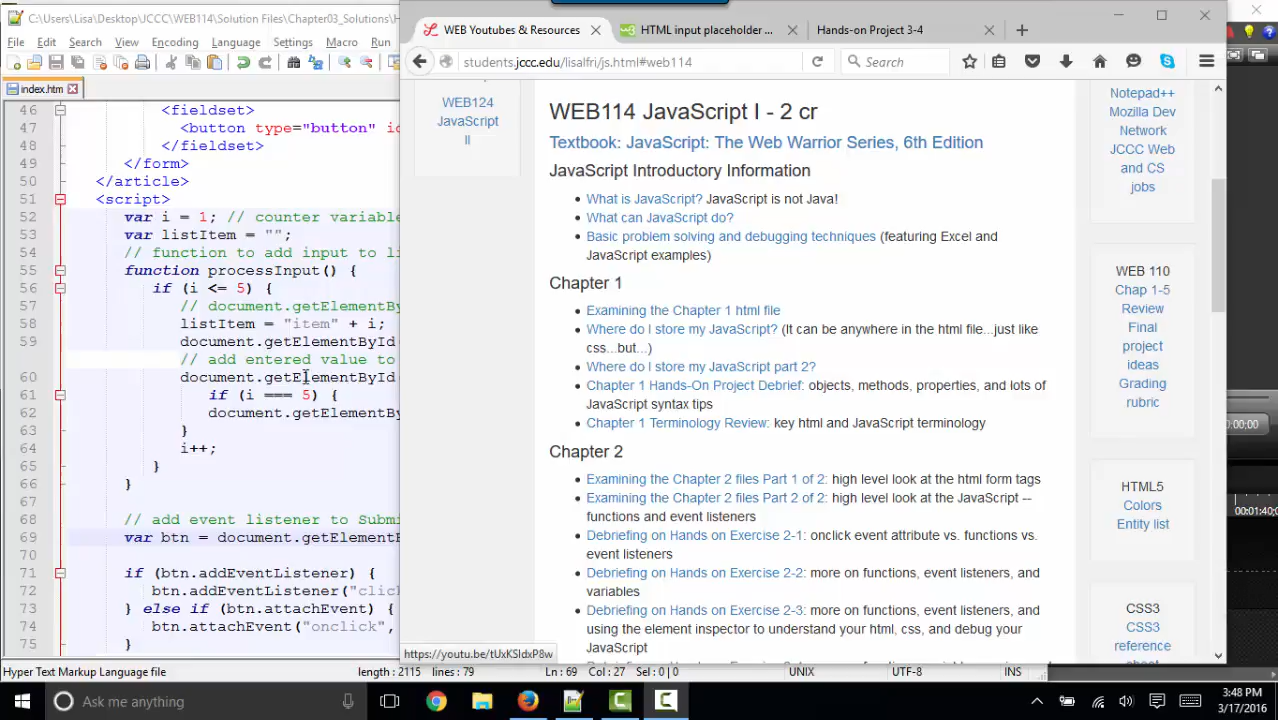 C:\Users\Lisa\Desktop\JCCC\WEB114\Solution Files\Chapter03_Solutions\H
File Edit Search View Encoding Language Settings Macro Run
index.htm
46 <fieldset>
47 <button type="button" id
48 </fieldset>
49 </form>
50 </article>
51 <script>
52 var i = 1; // counter variable
53 var listItem = "";
54 // function to add input to li
55 function processInput() {
56 if (i <= 5) {
57 // document.getElementBy
58 listItem = "item" + i;
59 document.getElementById
// add entered value to
60 document.getElementById
61 if (i === 5) {
62 document.getElementBy
63 }
64 i++;
65 }
66 }
67
68 // add event listener to Submi
69 var btn = document.getElementB
70
71 if (btn.addEventListener) {
72 btn.addEventListener("clic
73 } else if (btn.attachEvent) {
74 btn.attachEvent("onclick",
75 }
Hyper Text Markup Language file length : 2115 lines : 79 Ln : 69 Col : 27 Sel : 0 | 0 UNIX UTF-8 INS
WEB Youtubes & Resources
HTML input placeholder ...
Hands-on Project 3-4
students.jccc.edu/lisalfri/js.html#web114
Search
WEB124
JavaScript
II
WEB114 JavaScript I - 2 cr
Textbook: JavaScript: The Web Warrior Series, 6th Edition
JavaScript Introductory Information
What is JavaScript? JavaScript is not Java!
What can JavaScript do?
Basic problem solving and debugging techniques (featuring Excel and
JavaScript examples)
Chapter 1
Examining the Chapter 1 html file
Where do I store my JavaScript? (It can be anywhere in the html file...just like
css...but...)
Where do I store my JavaScript part 2?
Chapter 1 Hands-On Project Debrief: objects, methods, properties, and lots of
JavaScript syntax tips
Chapter 1 Terminology Review: key html and JavaScript terminology
Chapter 2
Examining the Chapter 2 files Part 1 of 2: high level look at the html form tags
Examining the Chapter 2 files Part 2 of 2: high level look at the JavaScript --
functions and event listeners
Debriefing on Hands on Exercise 2-1: onclick event attribute vs. functions vs.
event listeners
Debriefing on Hands on Exercise 2-2: more on functions, event listeners, and
variables
Debriefing on Hands on Exercise 2-3: more on functions, event listeners, and
using the element inspector to understand your html, css, and debug your
JavaScript
https://youtu.be/tUxKSIdxP8w
Notepad++
Mozilla Dev
Network
JCCC Web
and CS
jobs
WEB 110
Chap 1-5
Review
Final
project
ideas
Grading
rubric
HTML5
Colors
Entity list
CSS3
CSS3
reference
00:00:00
00:01:40;0
Ask me anything
3:48 PM
3/17/2016